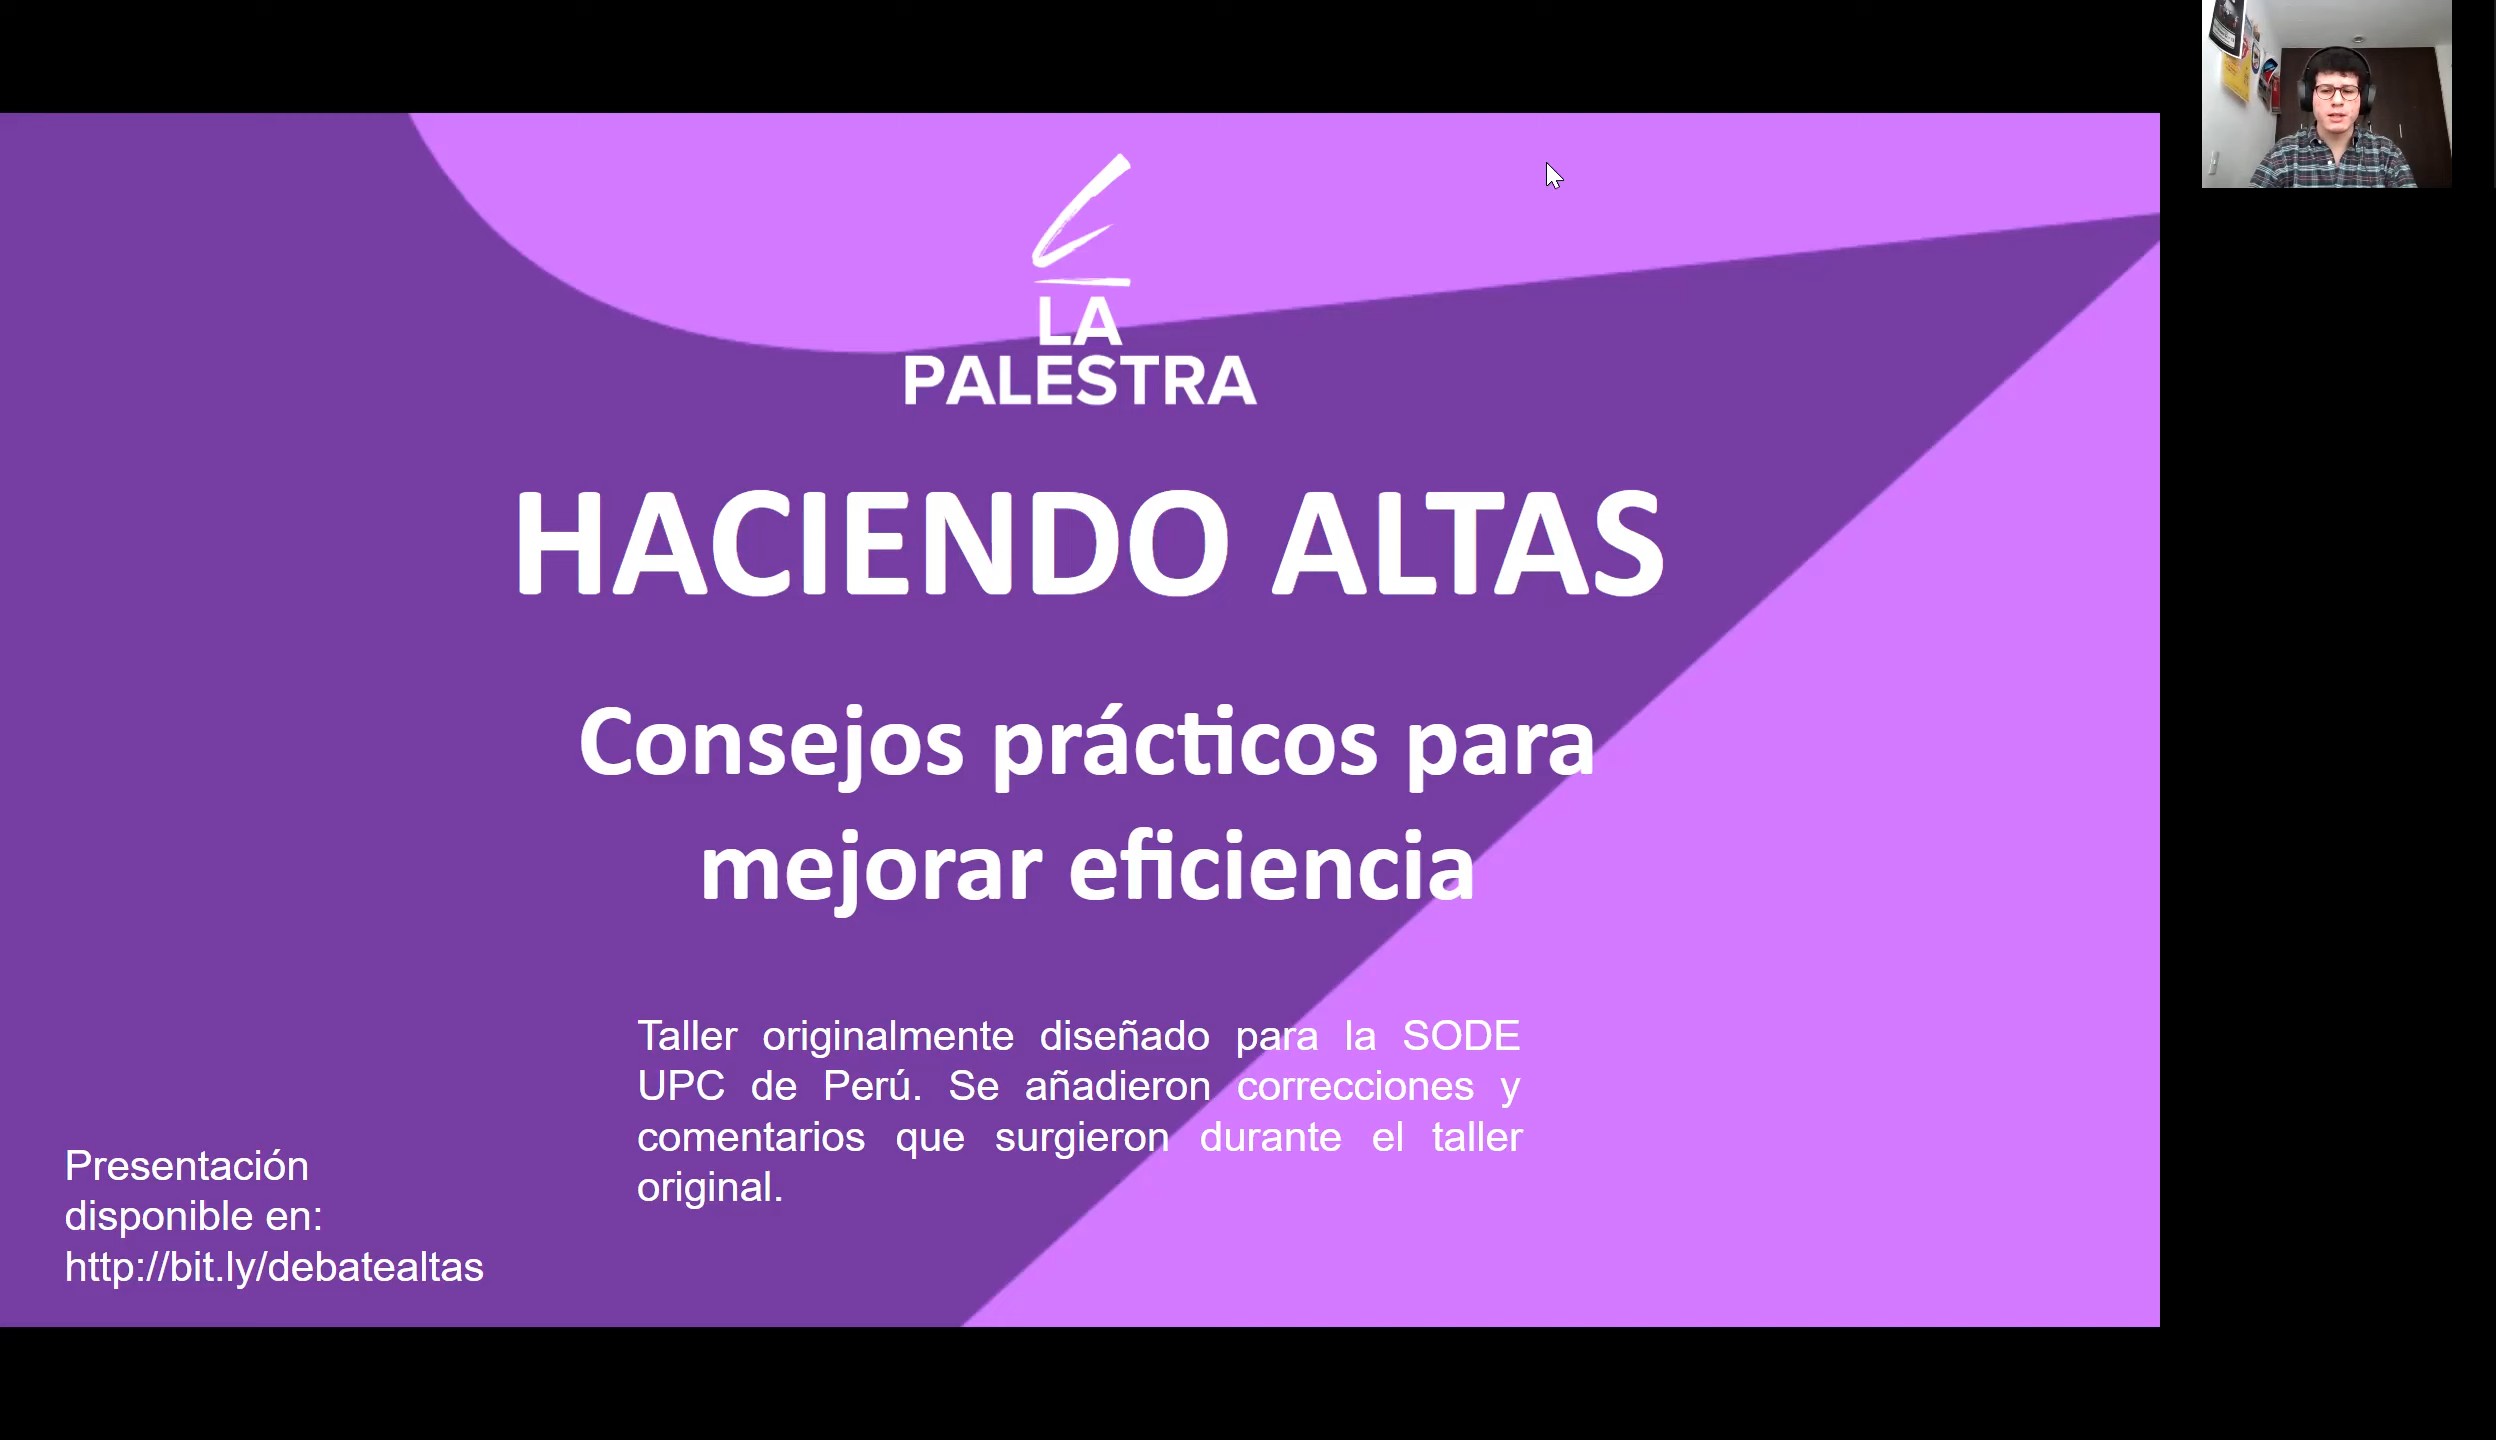 LA
PALESTRA
HACIENDO ALTAS
Consejos prácticos para
mejorar eficiencia
Taller originalmente diseñado para la SODE
UPC de Perú. Se añadieron correcciones y
comentarios que surgieron durante el taller
original.
Presentación
disponible en:
http://bit.ly/debatealtas